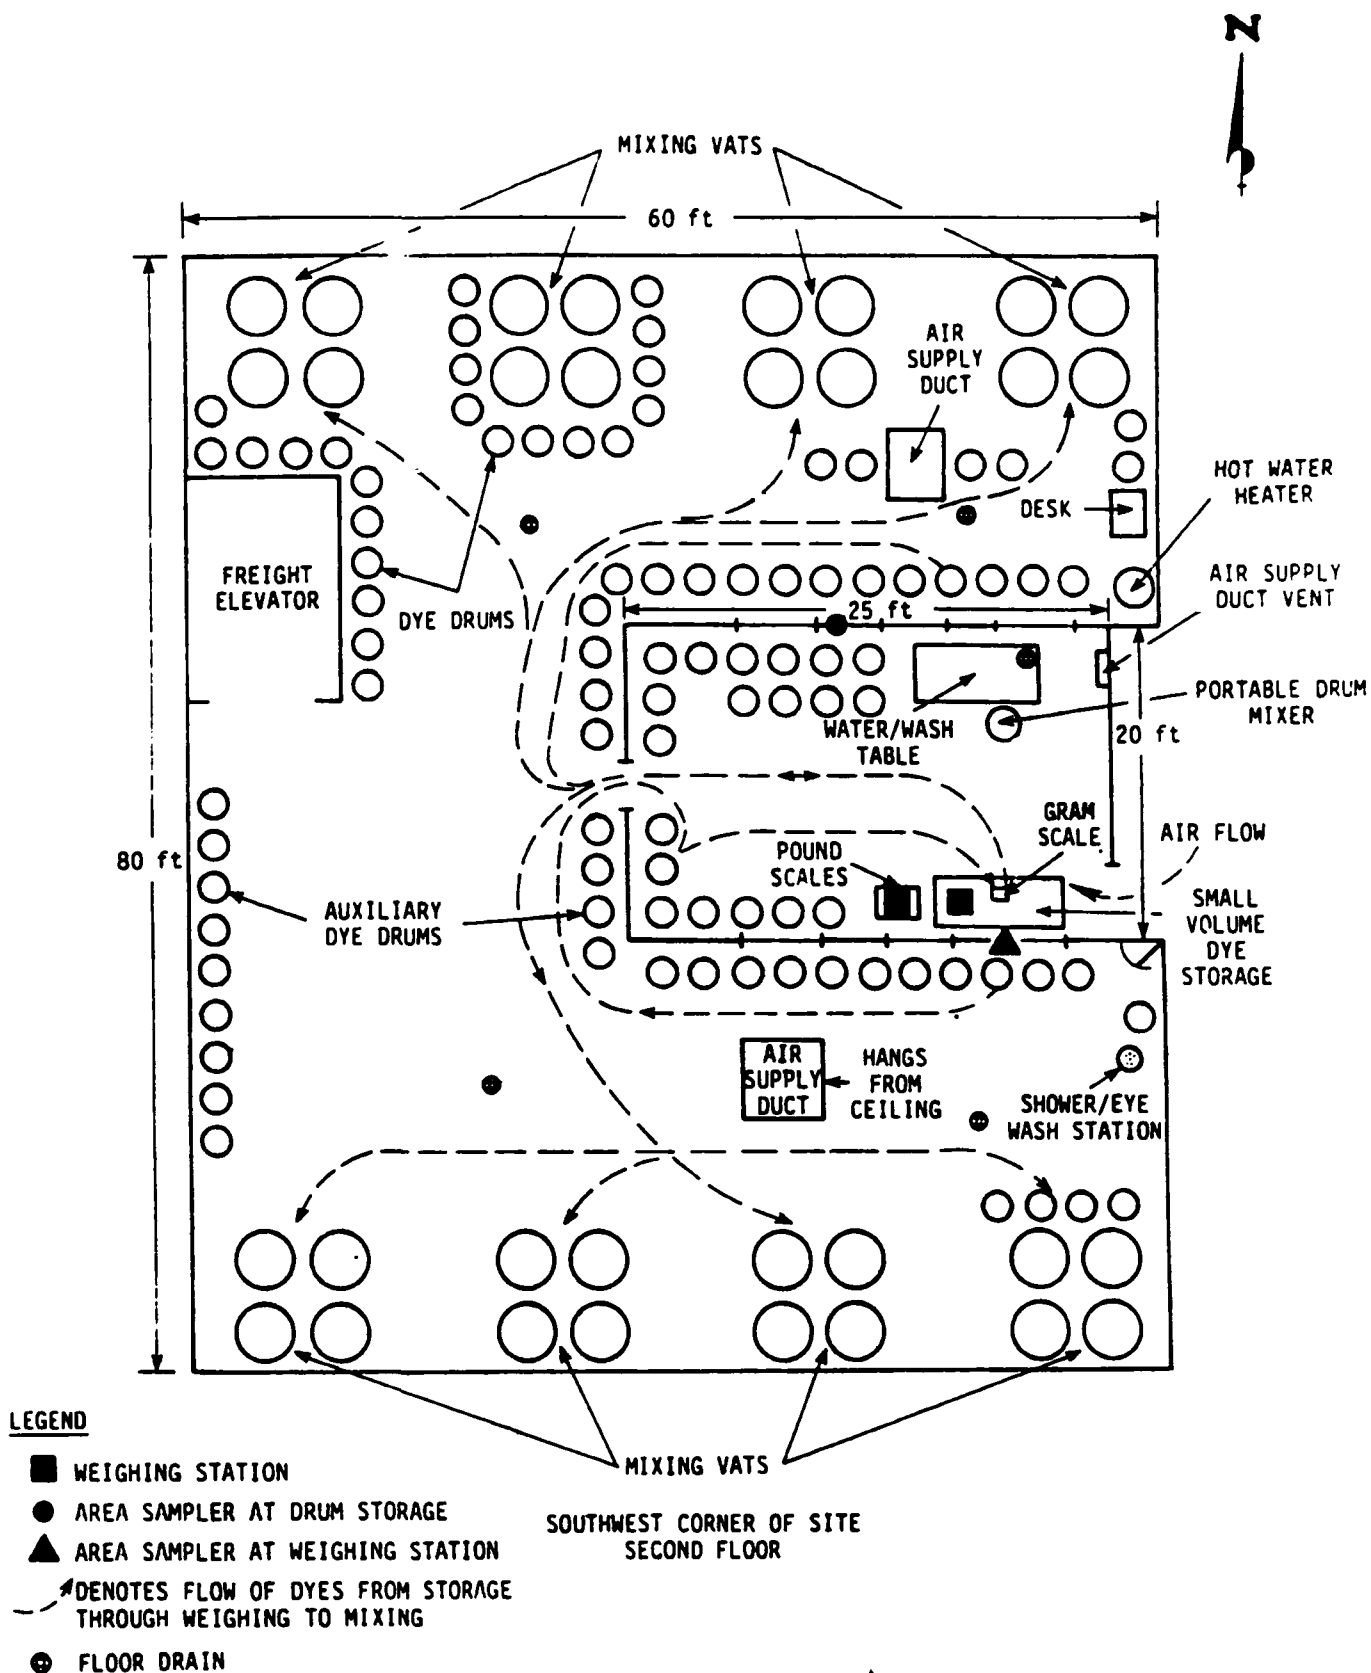 N
MIXING VATS
60 ft
AIR
SUPPLY
DUCT
HOT WATER
HEATER
DESK
FREIGHT
ELEVATOR
DYE DRUMS
25 ft
AIR SUPPLY
DUCT VENT
PORTABLE DRUM
MIXER
WATER/WASH
TABLE
20 ft
80 ft
GRAM
SCALE
AIR FLOW
POUND
SCALES
AUXILIARY
DYE DRUMS
SMALL
VOLUME
DYE
STORAGE
AIR
SUPPLY
DUCT
HANGS
FROM
CEILING
SHOWER/EYE
WASH STATION
LEGEND
WEIGHING STATION
AREA SAMPLER AT DRUM STORAGE
AREA SAMPLER AT WEIGHING STATION
DENOTES FLOW OF DYES FROM STORAGE
THROUGH WEIGHING TO MIXING
FLOOR DRAIN
MIXING VATS
SOUTHWEST CORNER OF SITE
SECOND FLOOR